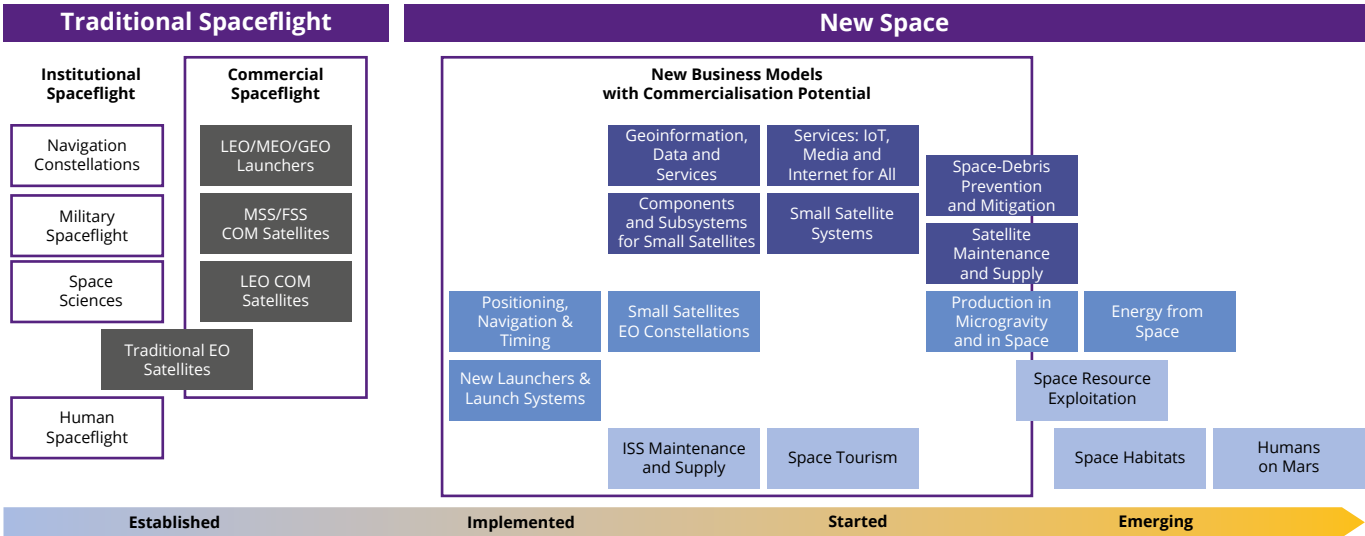 Traditional Spaceflight
New Space
Institutional
Spaceflight
Commercial
Spaceflight
Navigation
Constellations
LEO/MEO/GEO
Launchers
Military
Spaceflight
MSS/FSS
COM Satellites
Space
Sciences
LEO COM
Satellites
Traditional EO
Satellites
Human
Spaceflight
New Business Models
with Commercialisation Potential
Geoinformation,
Data and
Services
Services: IoT,
Media and
Internet for All
Space-Debris
Prevention
and Mitigation
Components
and Subsystems
for Small Satellites
Small Satellite
Systems
Satellite
Maintenance
and Supply
Positioning,
Navigation &
Timing
Small Satellites
EO Constellations
Production in
Microgravity
and in Space
Energy from
Space
New Launchers &
Launch Systems
Space Resource
Exploitation
ISS Maintenance
and Supply
Space Tourism
Space Habitats
Humans
on Mars
Established
Implemented
Started
Emerging